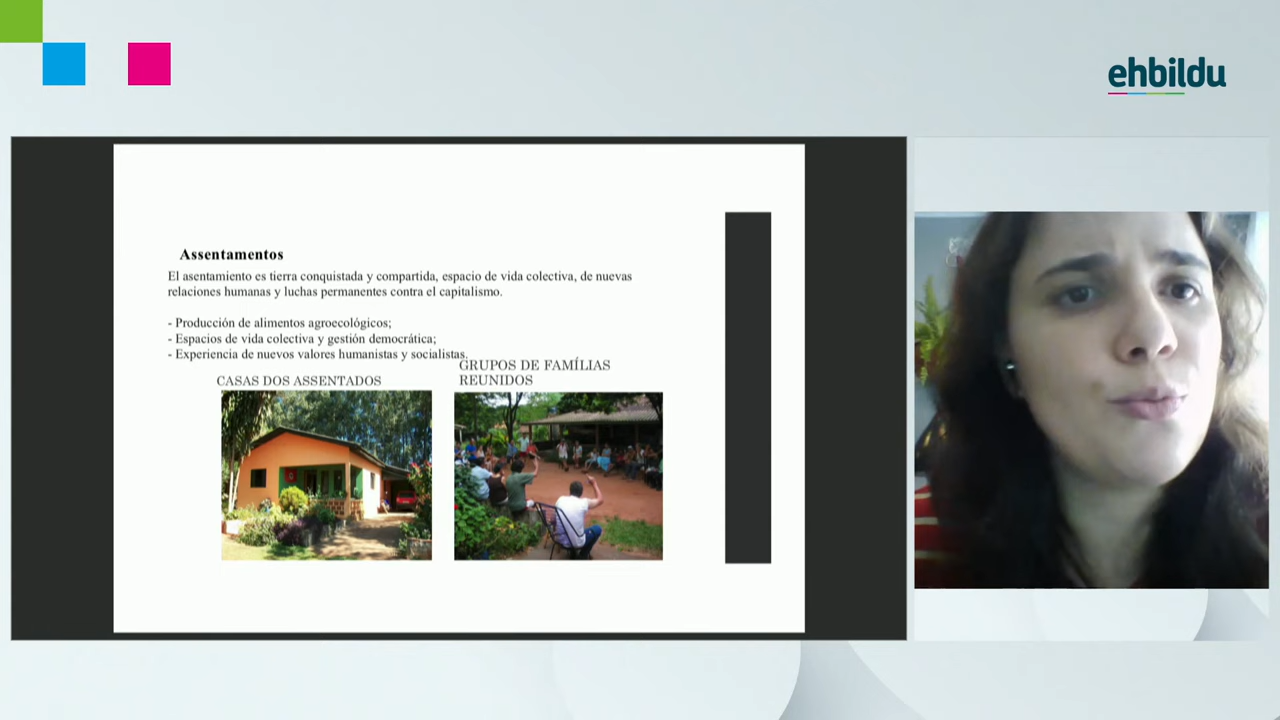 ehbildu
Assentamentos
El asentamiento es tierra conquistada y compartida, espacio de vida colectiva, de nuevas
relaciones humanas y luchas permanentes contra el capitalismo.
- Producción de alimentos agroecológicos;
- Espacios de vida colectiva y gestión democrática;
- Experiencia de nuevos valores humanistas y socialistas.
CASAS DOS ASSENTADOS
GRUPOS DE FAMÍLIAS
REUNIDOS